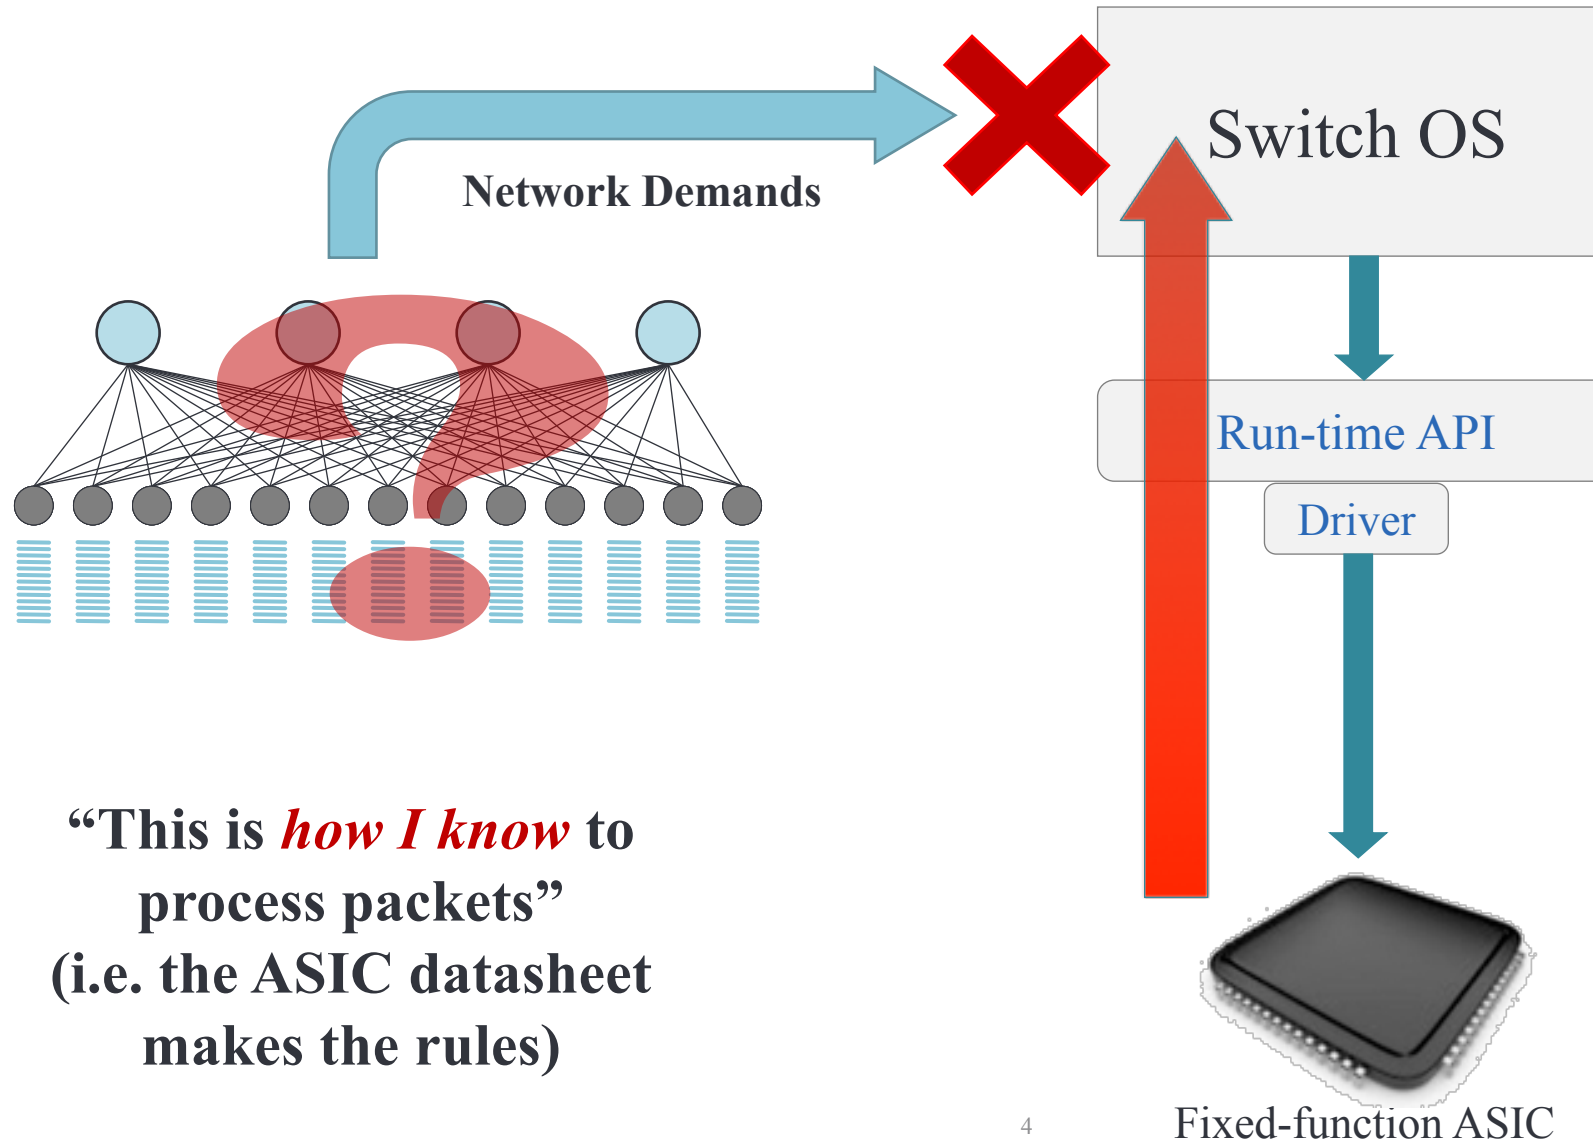 Switch OS
Network Demands
Run-time API
Driver
“This is how I know to
process packets”
(i.e. the ASIC datasheet
makes the rules)
4
Fixed-function ASIC